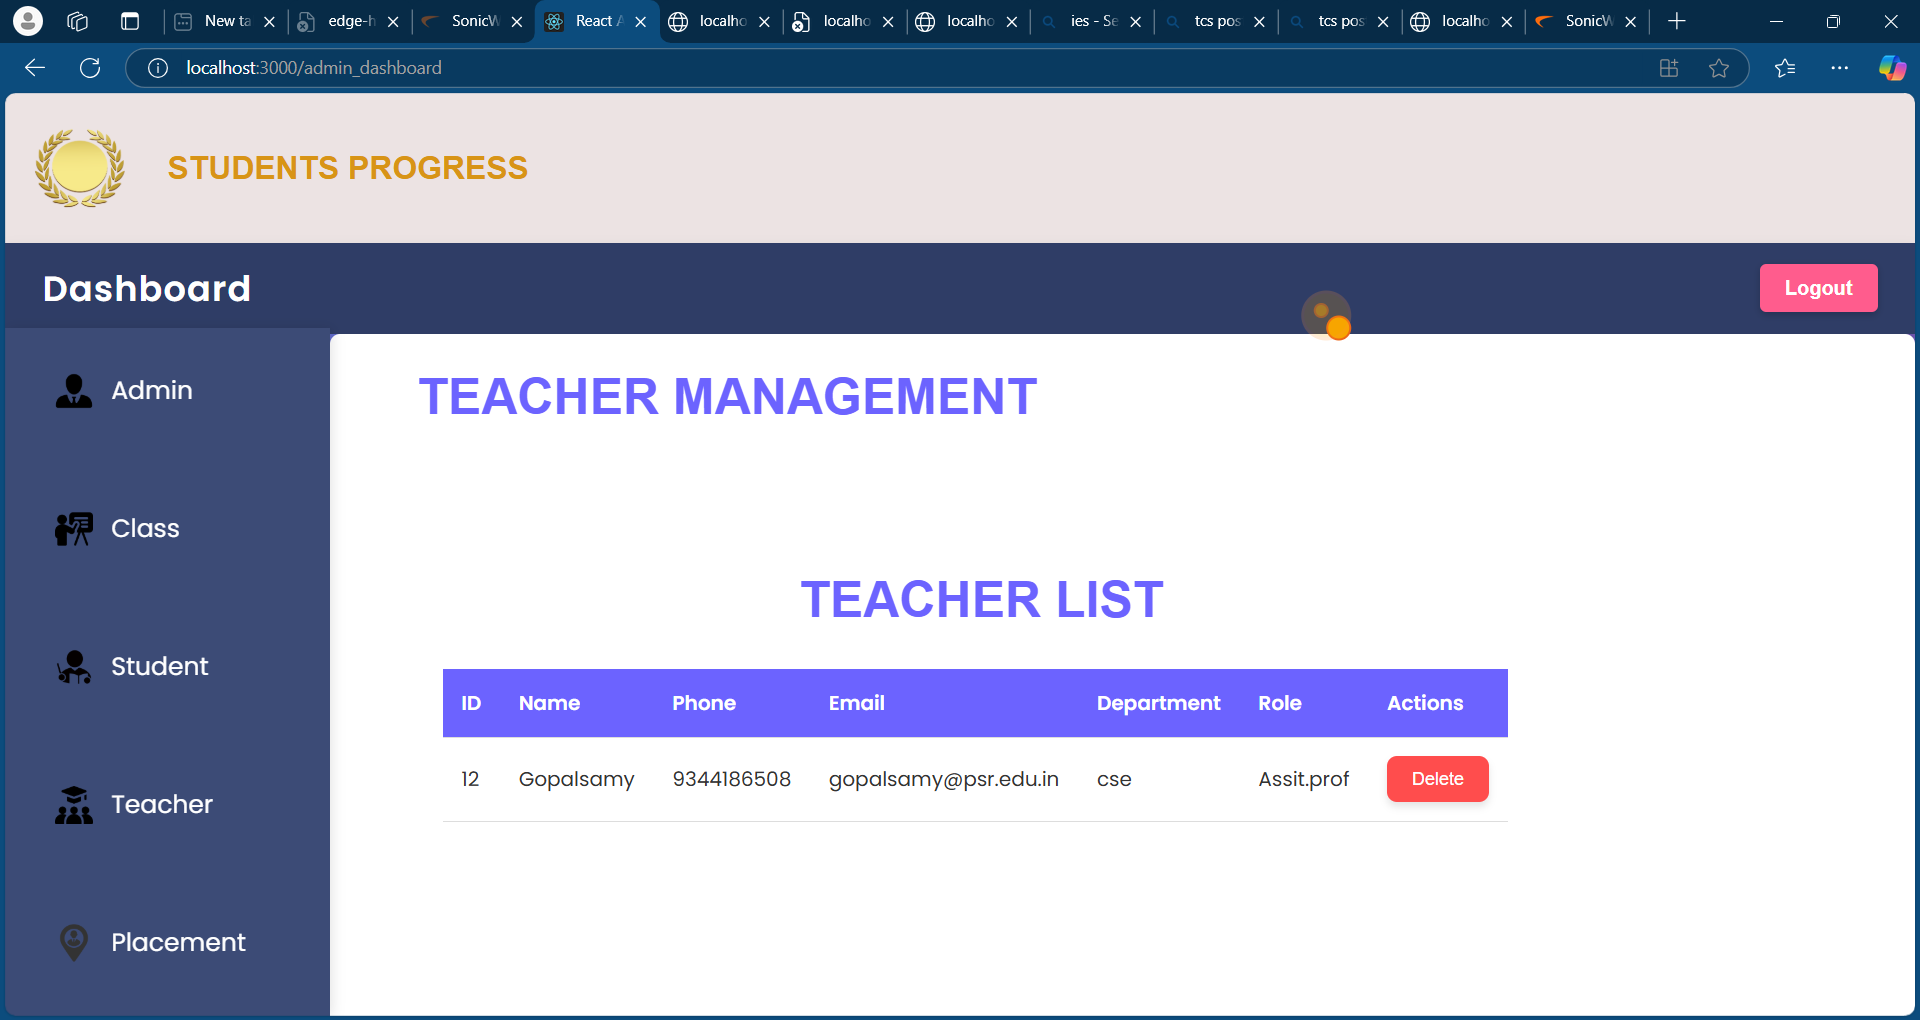 New ta
edge-h
SonicW
React A
localho
localho
localho
ies - Se
tcs pos
tcs pos
localho
SonicW
localhost:3000/admin_dashboard
STUDENTS PROGRESS
Dashboard
Logout
Admin
Class
Student
Teacher
Placement
TEACHER MANAGEMENT
TEACHER LIST
ID Name Phone Email Department Role Actions
12 Gopalsamy 9344186508 gopalsamy@psr.edu.in cse Assit.prof Delete